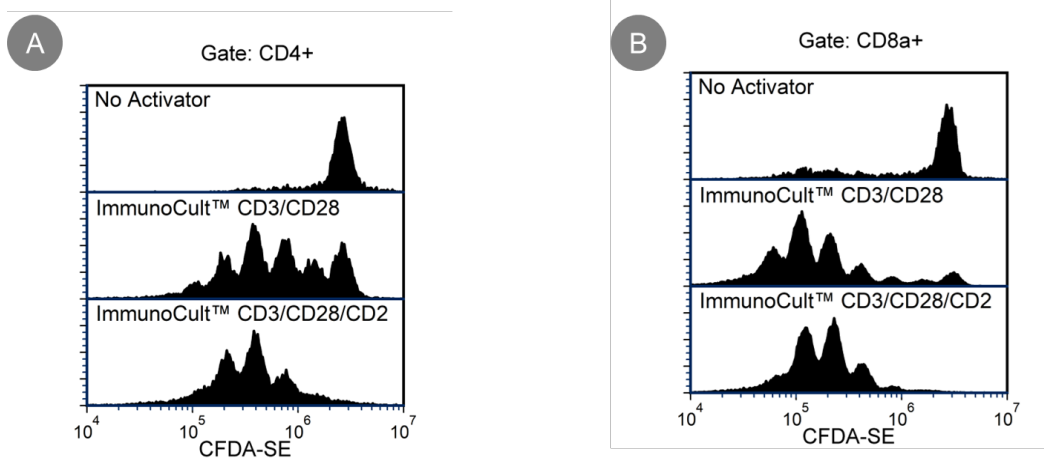 A
Gate: CD4+
No Activator
ImmunoCult™ CD3/CD28
ImmunoCult™ CD3/CD28/CD2
10^4 10^5 10^6 10^7
CFDA-SE
B
Gate: CD8a+
No Activator
ImmunoCult™ CD3/CD28
ImmunoCult™ CD3/CD28/CD2
10^4 10^5 10^6 10^7
CFDA-SE